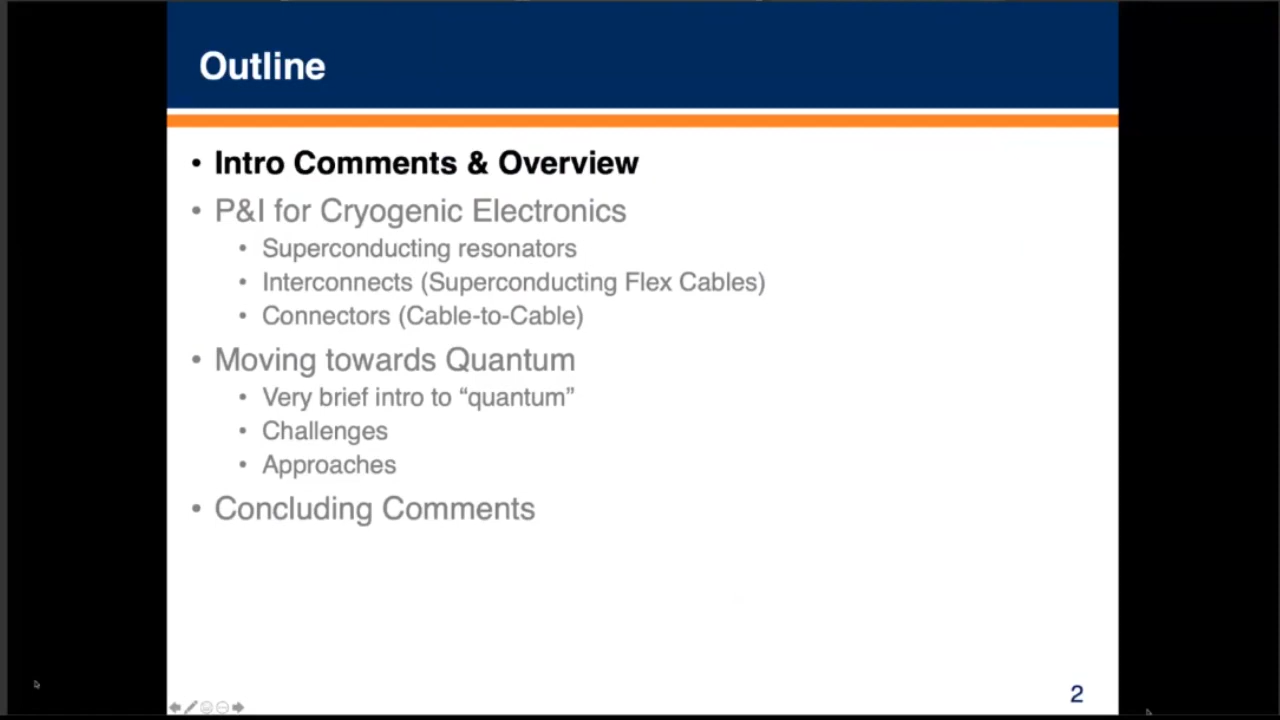 Outline
• Intro Comments & Overview
• P&I for Cryogenic Electronics
• Superconducting resonators
• Interconnects (Superconducting Flex Cables)
• Connectors (Cable-to-Cable)
• Moving towards Quantum
• Very brief intro to “quantum”
• Challenges
• Approaches
• Concluding Comments
2